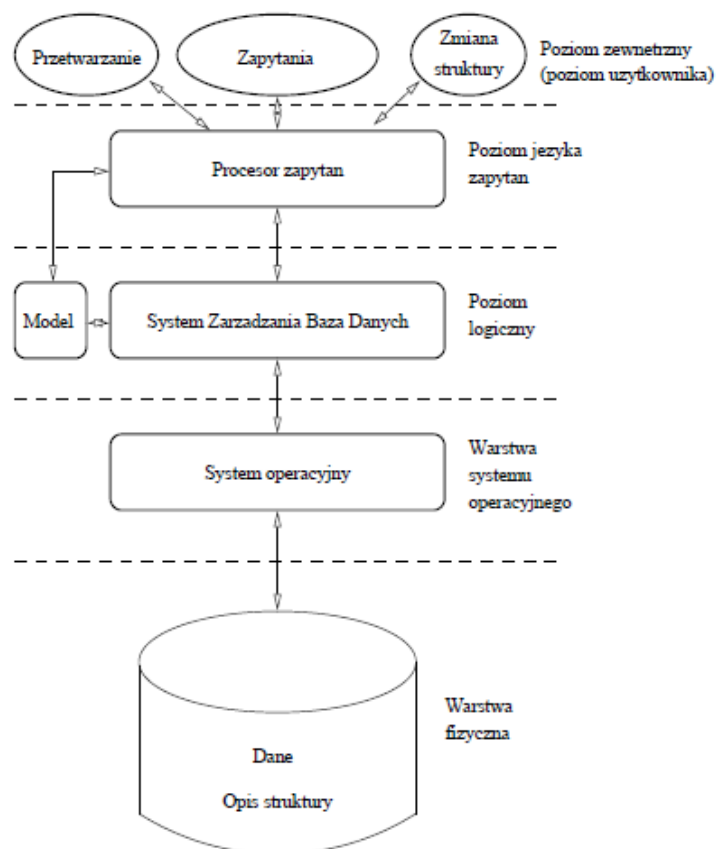 Przetwarzanie
Zapytania
Zmiana
struktury
Poziom zewnetrzny
(poziom uzytkownika)
Procesor zapytan
Poziom jezyka
zapytan
Model
System Zarzadzania Baza Danych
Poziom
logiczny
System operacyjny
Warstwa
systemu
operacyjnego
Dane
Opis struktury
Warstwa
fizyczna